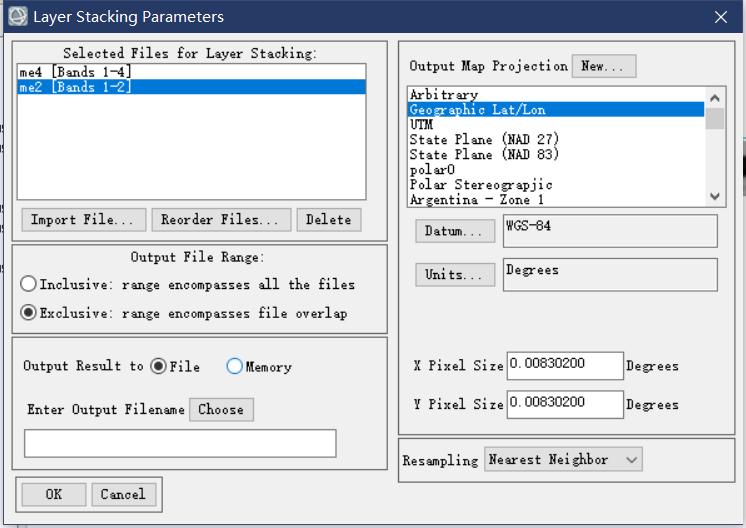 Layer Stacking Parameters
Selected Files for Layer Stacking:
me4 [Bands 1-4]
me2 [Bands 1-2]
Import File...
Reorder Files...
Delete
Output File Range:
Inclusive: range encompasses all the files
Exclusive: range encompasses file overlap
Output Result to File Memory
Enter Output Filename Choose
OK
Cancel
Output Map Projection New...
Arbitrary
Geographic Lat/Lon
UTM
State Plane (NAD 27)
State Plane (NAD 83)
polar0
Polar Stereograpjic
Argentina - Zone 1
Datum... WGS-84
Units... Degrees
X Pixel Size 0.00830200 Degrees
Y Pixel Size 0.00830200 Degrees
Resampling Nearest Neighbor